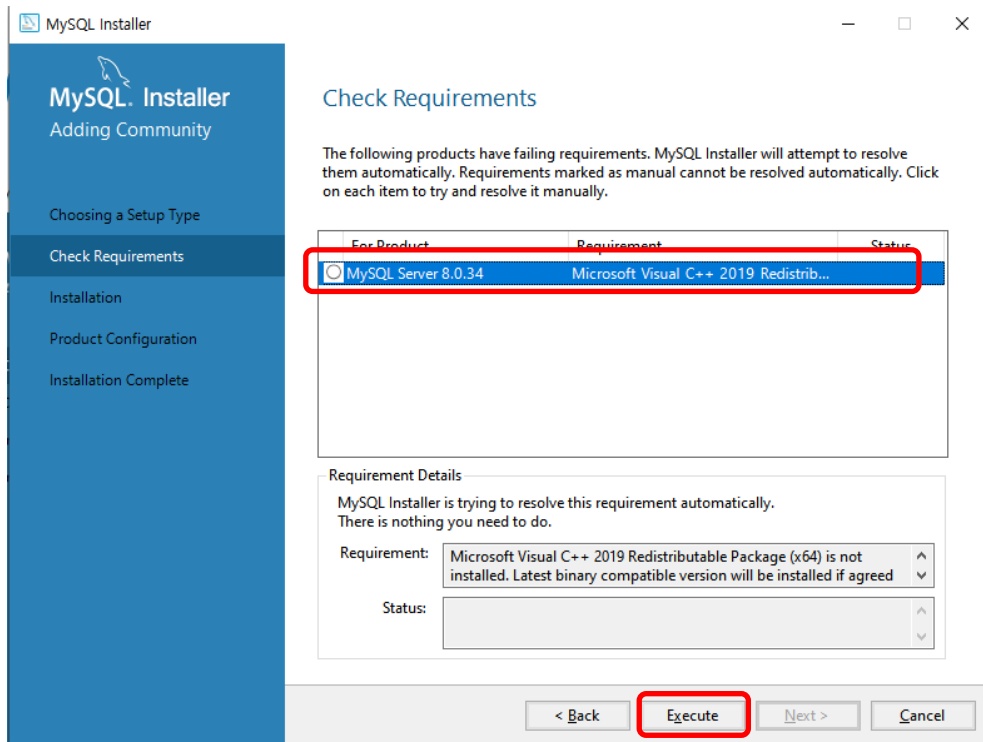 MySQL Installer
MySQL. Installer
Adding Community
Choosing a Setup Type
Check Requirements
Installation
Product Configuration
Installation Complete
Check Requirements
The following products have failing requirements. MySQL Installer will attempt to resolve
them automatically. Requirements marked as manual cannot be resolved automatically. Click
on each item to try and resolve it manually.
For Product Requirement Status
MySQL Server 8.0.34 Microsoft Visual C++ 2019 Redistrib...
Requirement Details
MySQL Installer is trying to resolve this requirement automatically.
There is nothing you need to do.
Requirement: Microsoft Visual C++ 2019 Redistributable Package (x64) is not
installed. Latest binary compatible version will be installed if agreed
Status:
< Back Execute Next > Cancel